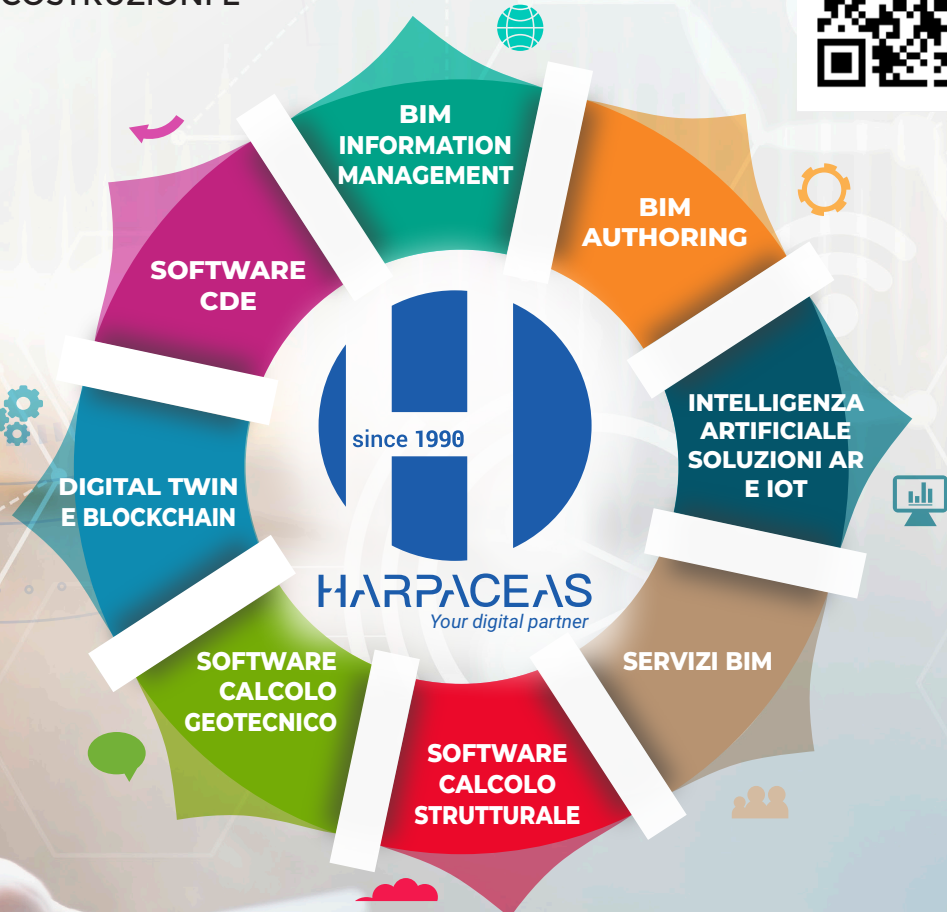 COSTRUZIONI E
BIM
INFORMATION
MANAGEMENT
BIM
AUTHORING
SOFTWARE
CDE
INTELLIGENZA
ARTIFICIALE
SOLUZIONI AR
E IOT
since 1990
DIGITAL TWIN
E BLOCKCHAIN
HARPACEAS
Your digital partner
SOFTWARE
CALCOLO
GEOTECNICO
SERVIZI BIM
SOFTWARE
CALCOLO
STRUTTURALE